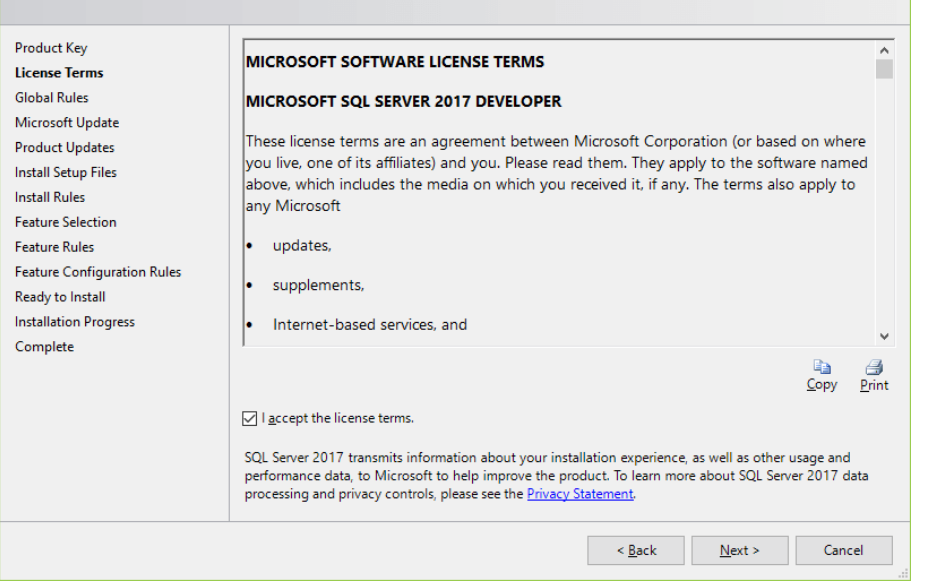 Product Key
License Terms
Global Rules
Microsoft Update
Product Updates
Install Setup Files
Install Rules
Feature Selection
Feature Rules
Feature Configuration Rules
Ready to Install
Installation Progress
Complete
MICROSOFT SOFTWARE LICENSE TERMS
MICROSOFT SQL SERVER 2017 DEVELOPER
These license terms are an agreement between Microsoft Corporation (or based on where
you live, one of its affiliates) and you. Please read them. They apply to the software named
above, which includes the media on which you received it, if any. The terms also apply to
any Microsoft
• updates,
• supplements,
• Internet-based services, and
Copy
Print
I accept the license terms.
SQL Server 2017 transmits information about your installation experience, as well as other usage and
performance data, to Microsoft to help improve the product. To learn more about SQL Server 2017 data
processing and privacy controls, please see the Privacy Statement.
< Back
Next >
Cancel